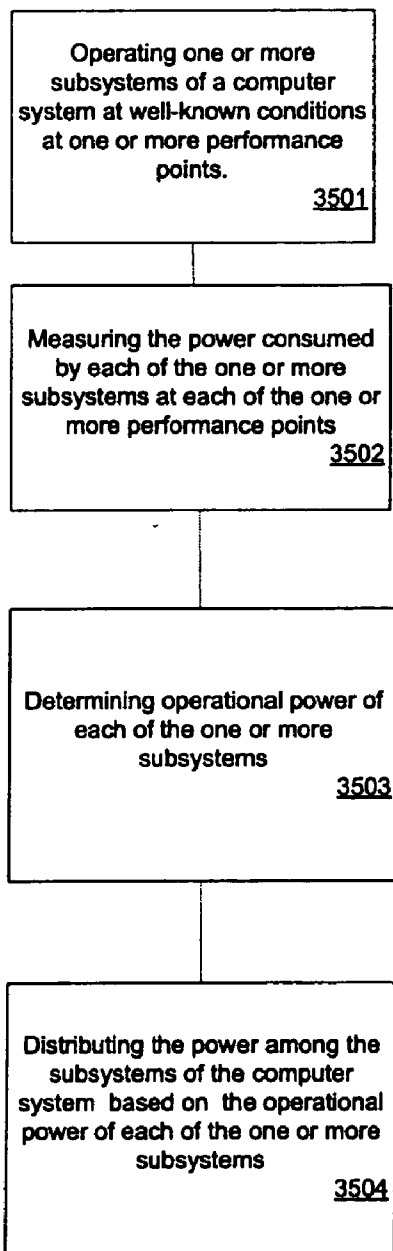 Operating one or more
subsystems of a computer
system at well-known conditions
at one or more performance
points.
3501
Measuring the power consumed
by each of the one or more
subsystems at each of the one or
more performance points
3502
Determining operational power of
each of the one or more
subsystems
3503
Distributing the power among the
subsystems of the computer
system based on the operational
power of each of the one or more
subsystems
3504